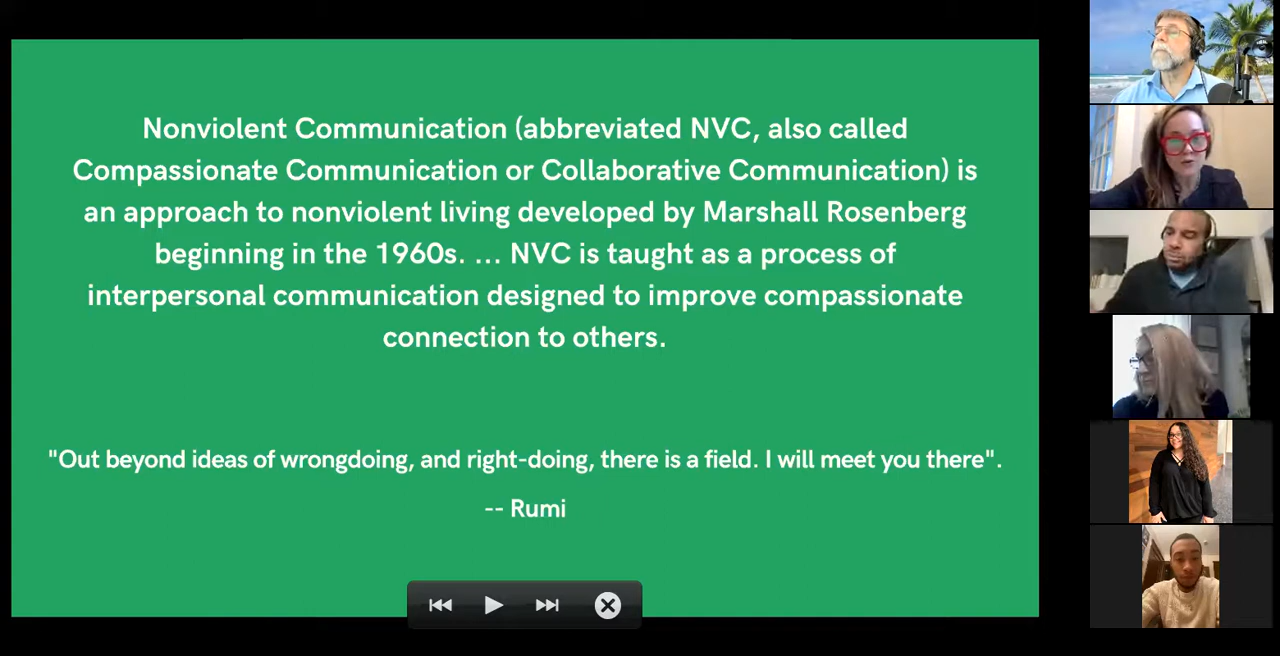 Nonviolent Communication (abbreviated NVC, also called
Compassionate Communication or Collaborative Communication) is
an approach to nonviolent living developed by Marshall Rosenberg
beginning in the 1960s. ... NVC is taught as a process of
interpersonal communication designed to improve compassionate
connection to others.
"Out beyond ideas of wrongdoing, and right-doing, there is a field. I will meet you there".
-- Rumi